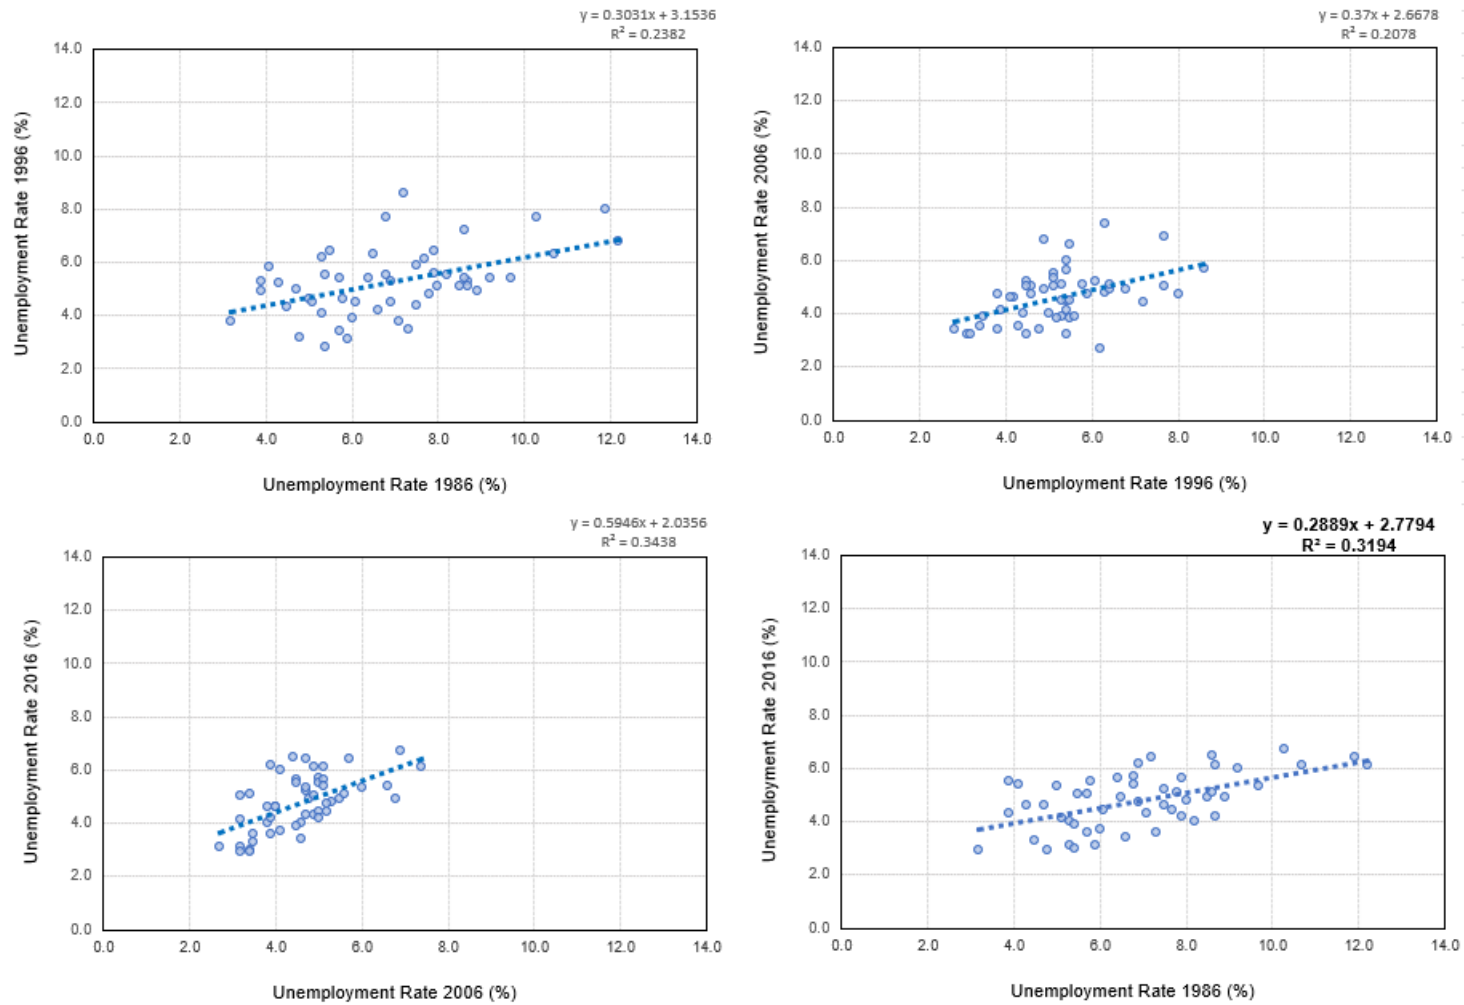 y = 0.3031x + 3.1536
R² = 0.2382
14.0
12.0
10.0
8.0
6.0
4.0
2.0
0.0
Unemployment Rate 1996 (%)
0.0 2.0 4.0 6.0 8.0 10.0 12.0 14.0
Unemployment Rate 1986 (%)
y = 0.37x + 2.6678
R² = 0.2078
14.0
12.0
10.0
8.0
6.0
4.0
2.0
0.0
Unemployment Rate 2006 (%)
0.0 2.0 4.0 6.0 8.0 10.0 12.0 14.0
Unemployment Rate 1996 (%)
y = 0.5946x + 2.0356
R² = 0.3438
14.0
12.0
10.0
8.0
6.0
4.0
2.0
0.0
Unemployment Rate 2016 (%)
0.0 2.0 4.0 6.0 8.0 10.0 12.0 14.0
Unemployment Rate 2006 (%)
y = 0.2889x + 2.7794
R² = 0.3194
14.0
12.0
10.0
8.0
6.0
4.0
2.0
0.0
Unemployment Rate 2016 (%)
0.0 2.0 4.0 6.0 8.0 10.0 12.0 14.0
Unemployment Rate 1986 (%)